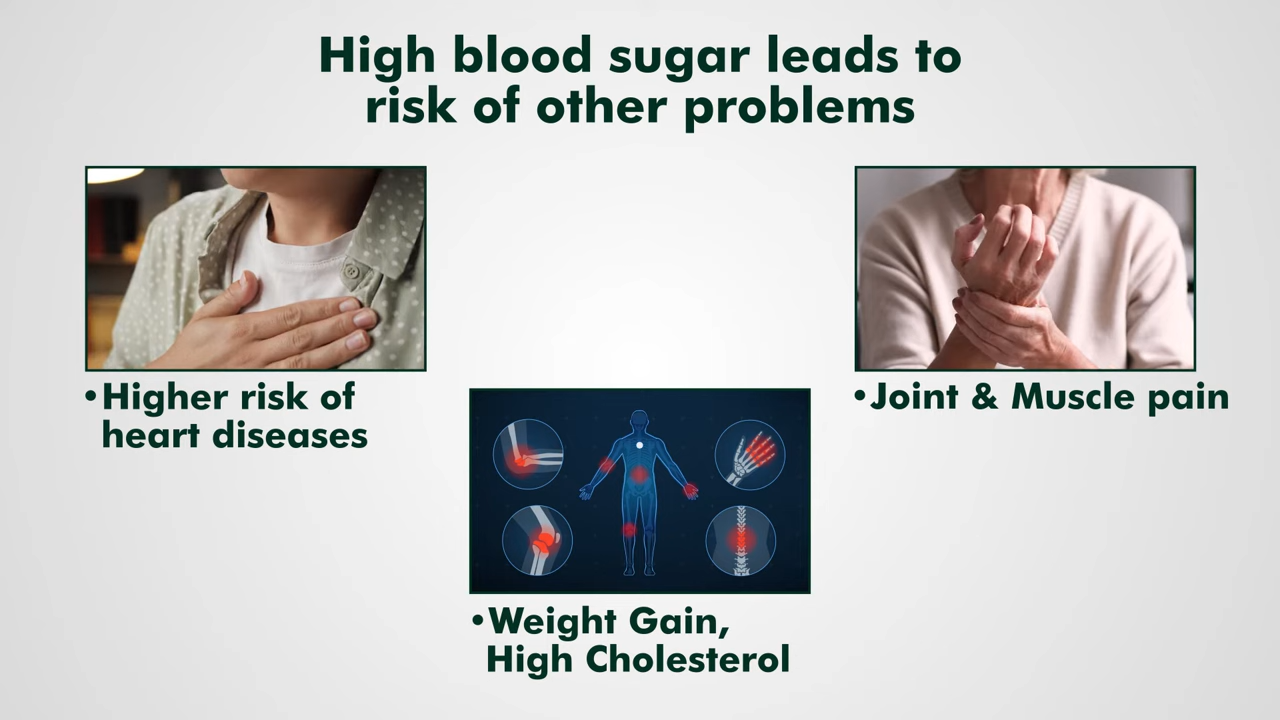 High blood sugar leads to
risk of other problems
•Higher risk of
heart diseases
•Weight Gain,
High Cholesterol
•Joint & Muscle pain